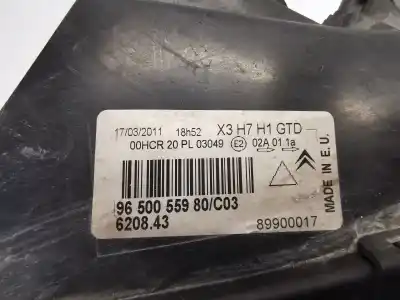 17/03/2011 18h52 X3 H7 H1 GTD
00HCR 20 PL 03049 E2 02A 01 1a
96 500 559 80/C03
6208.43
89900017
MADE IN E.U.